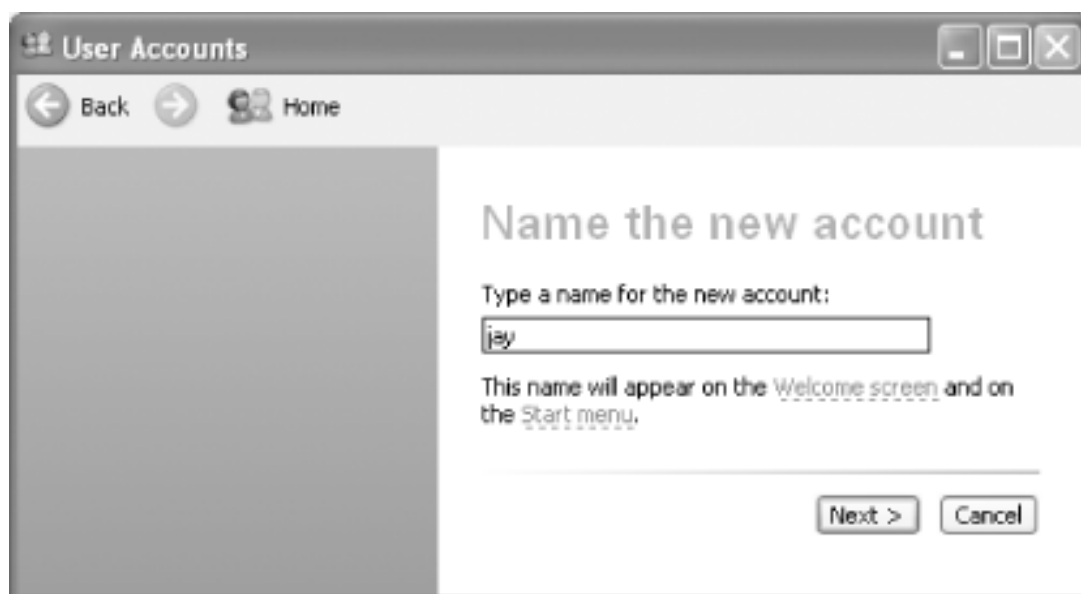 User Accounts
Back Home
Name the new account
Type a name for the new account:
jay
This name will appear on the Welcome screen and on
the Start menu.
Next > Cancel